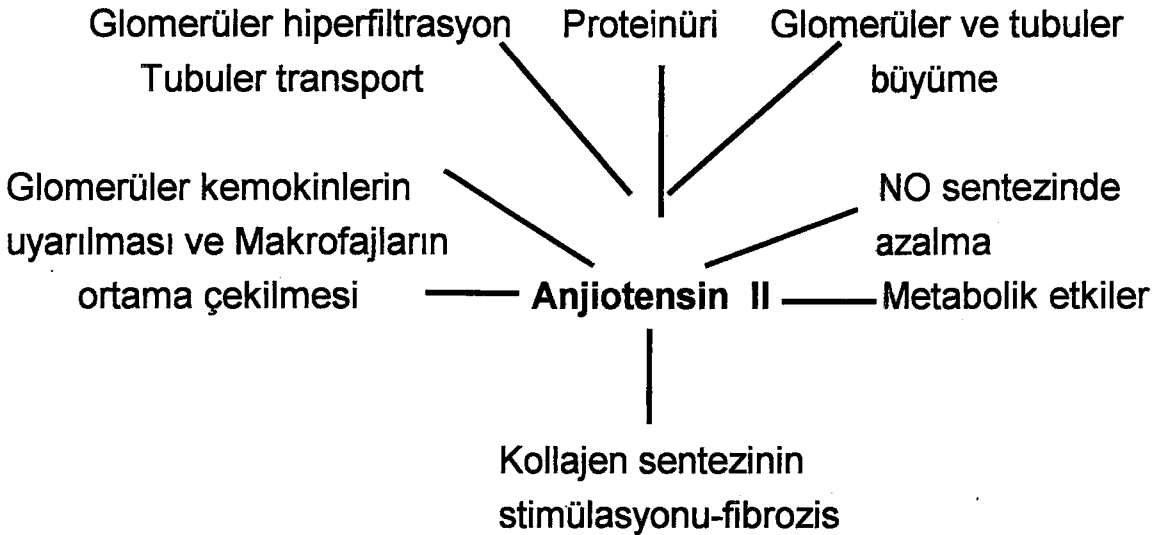 Glomerüler hiperfiltrasyon
Tubuler transport
Proteinüri
Glomerüler ve tubuler
büyüme
Glomerüler kemokinlerin
uyarılması ve Makrofajların
ortama çekilmesi
NO sentezinde
azalma
Anjiotensin II
Metabolik etkiler
Kollajen sentezinin
stimülasyonu-fibrozis